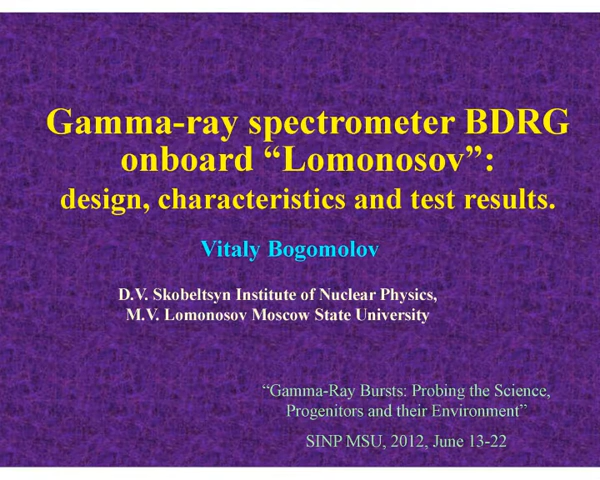 Gamma-ray spectrometer BDRG
onboard “Lomonosov”:
design, characteristics and test results.
Vitaly Bogomolov
D.V. Skobeltsyn Institute of Nuclear Physics,
M.V. Lomonosov Moscow State University
“Gamma-Ray Bursts: Probing the Science,
Progenitors and their Environment”
SINP MSU, 2012, June 13-22